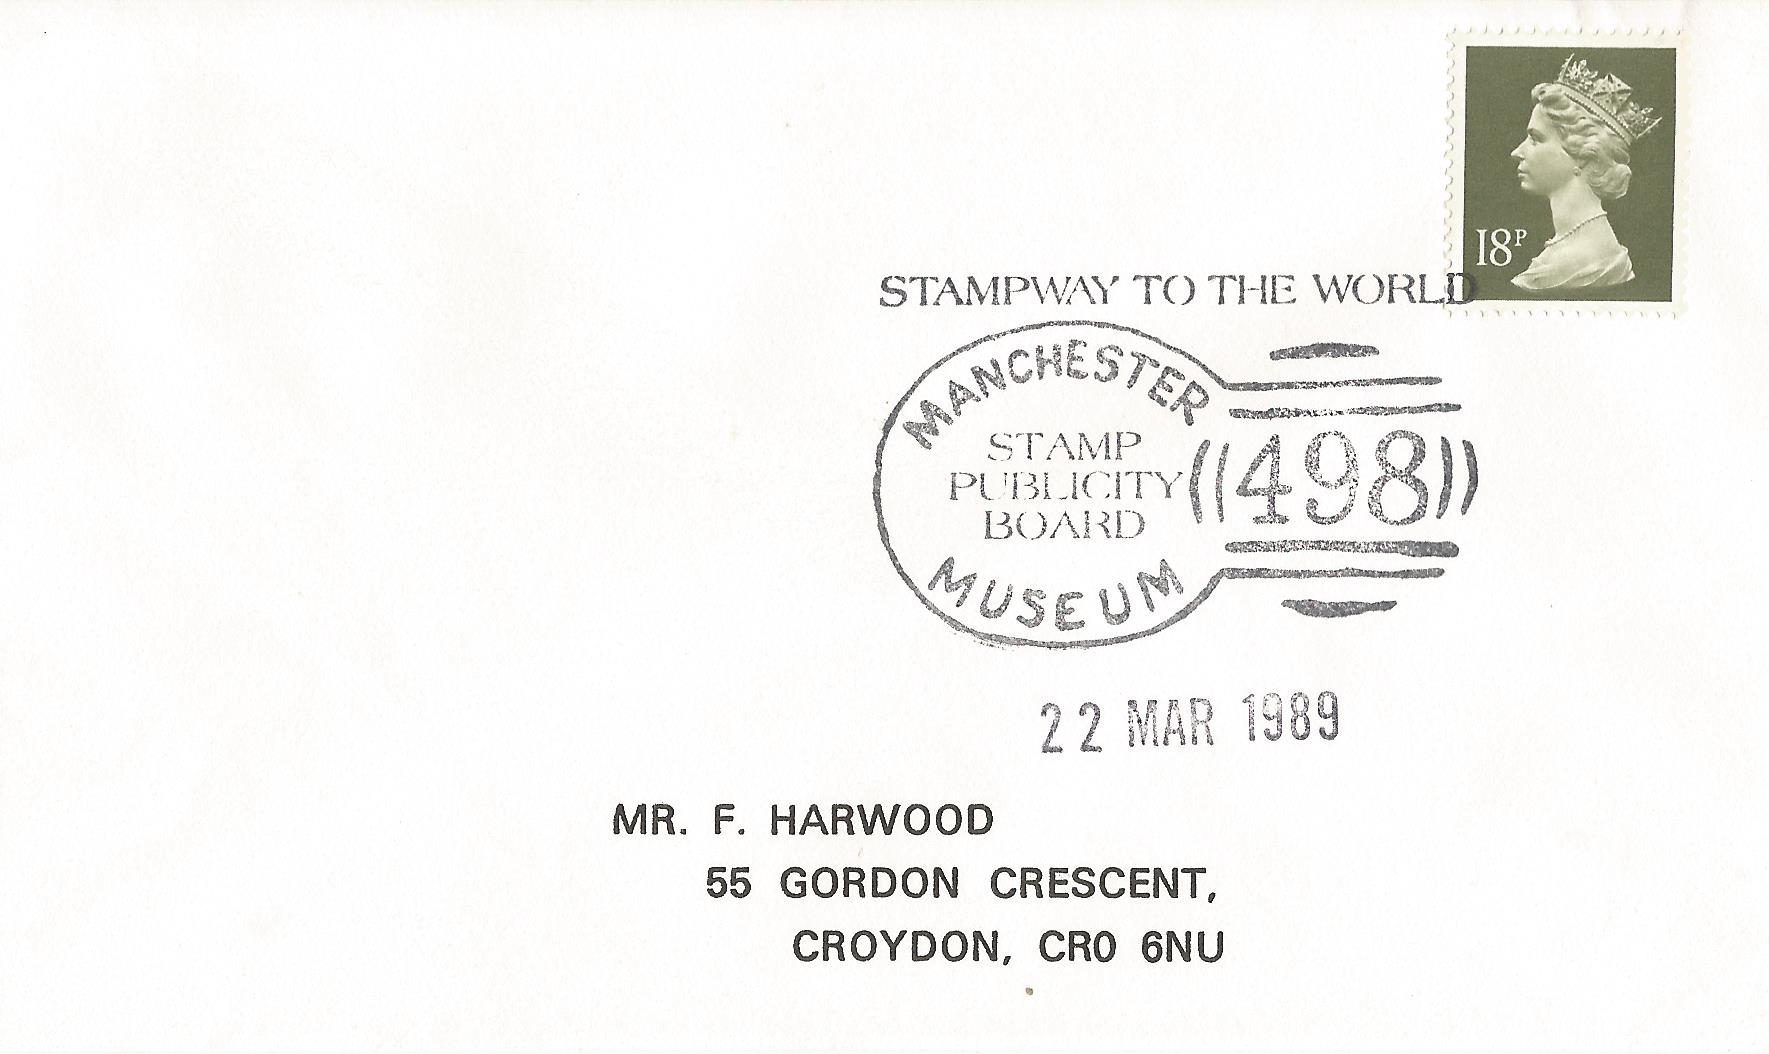 18P
STAMPWAY TO THE WORLD
MANCHESTER
STAMP
PUBLICITY
BOARD
498
MUSEUM
22 MAR 1989
MR. F. HARWOOD
55 GORDON CRESCENT,
CROYDON, CR0 6NU